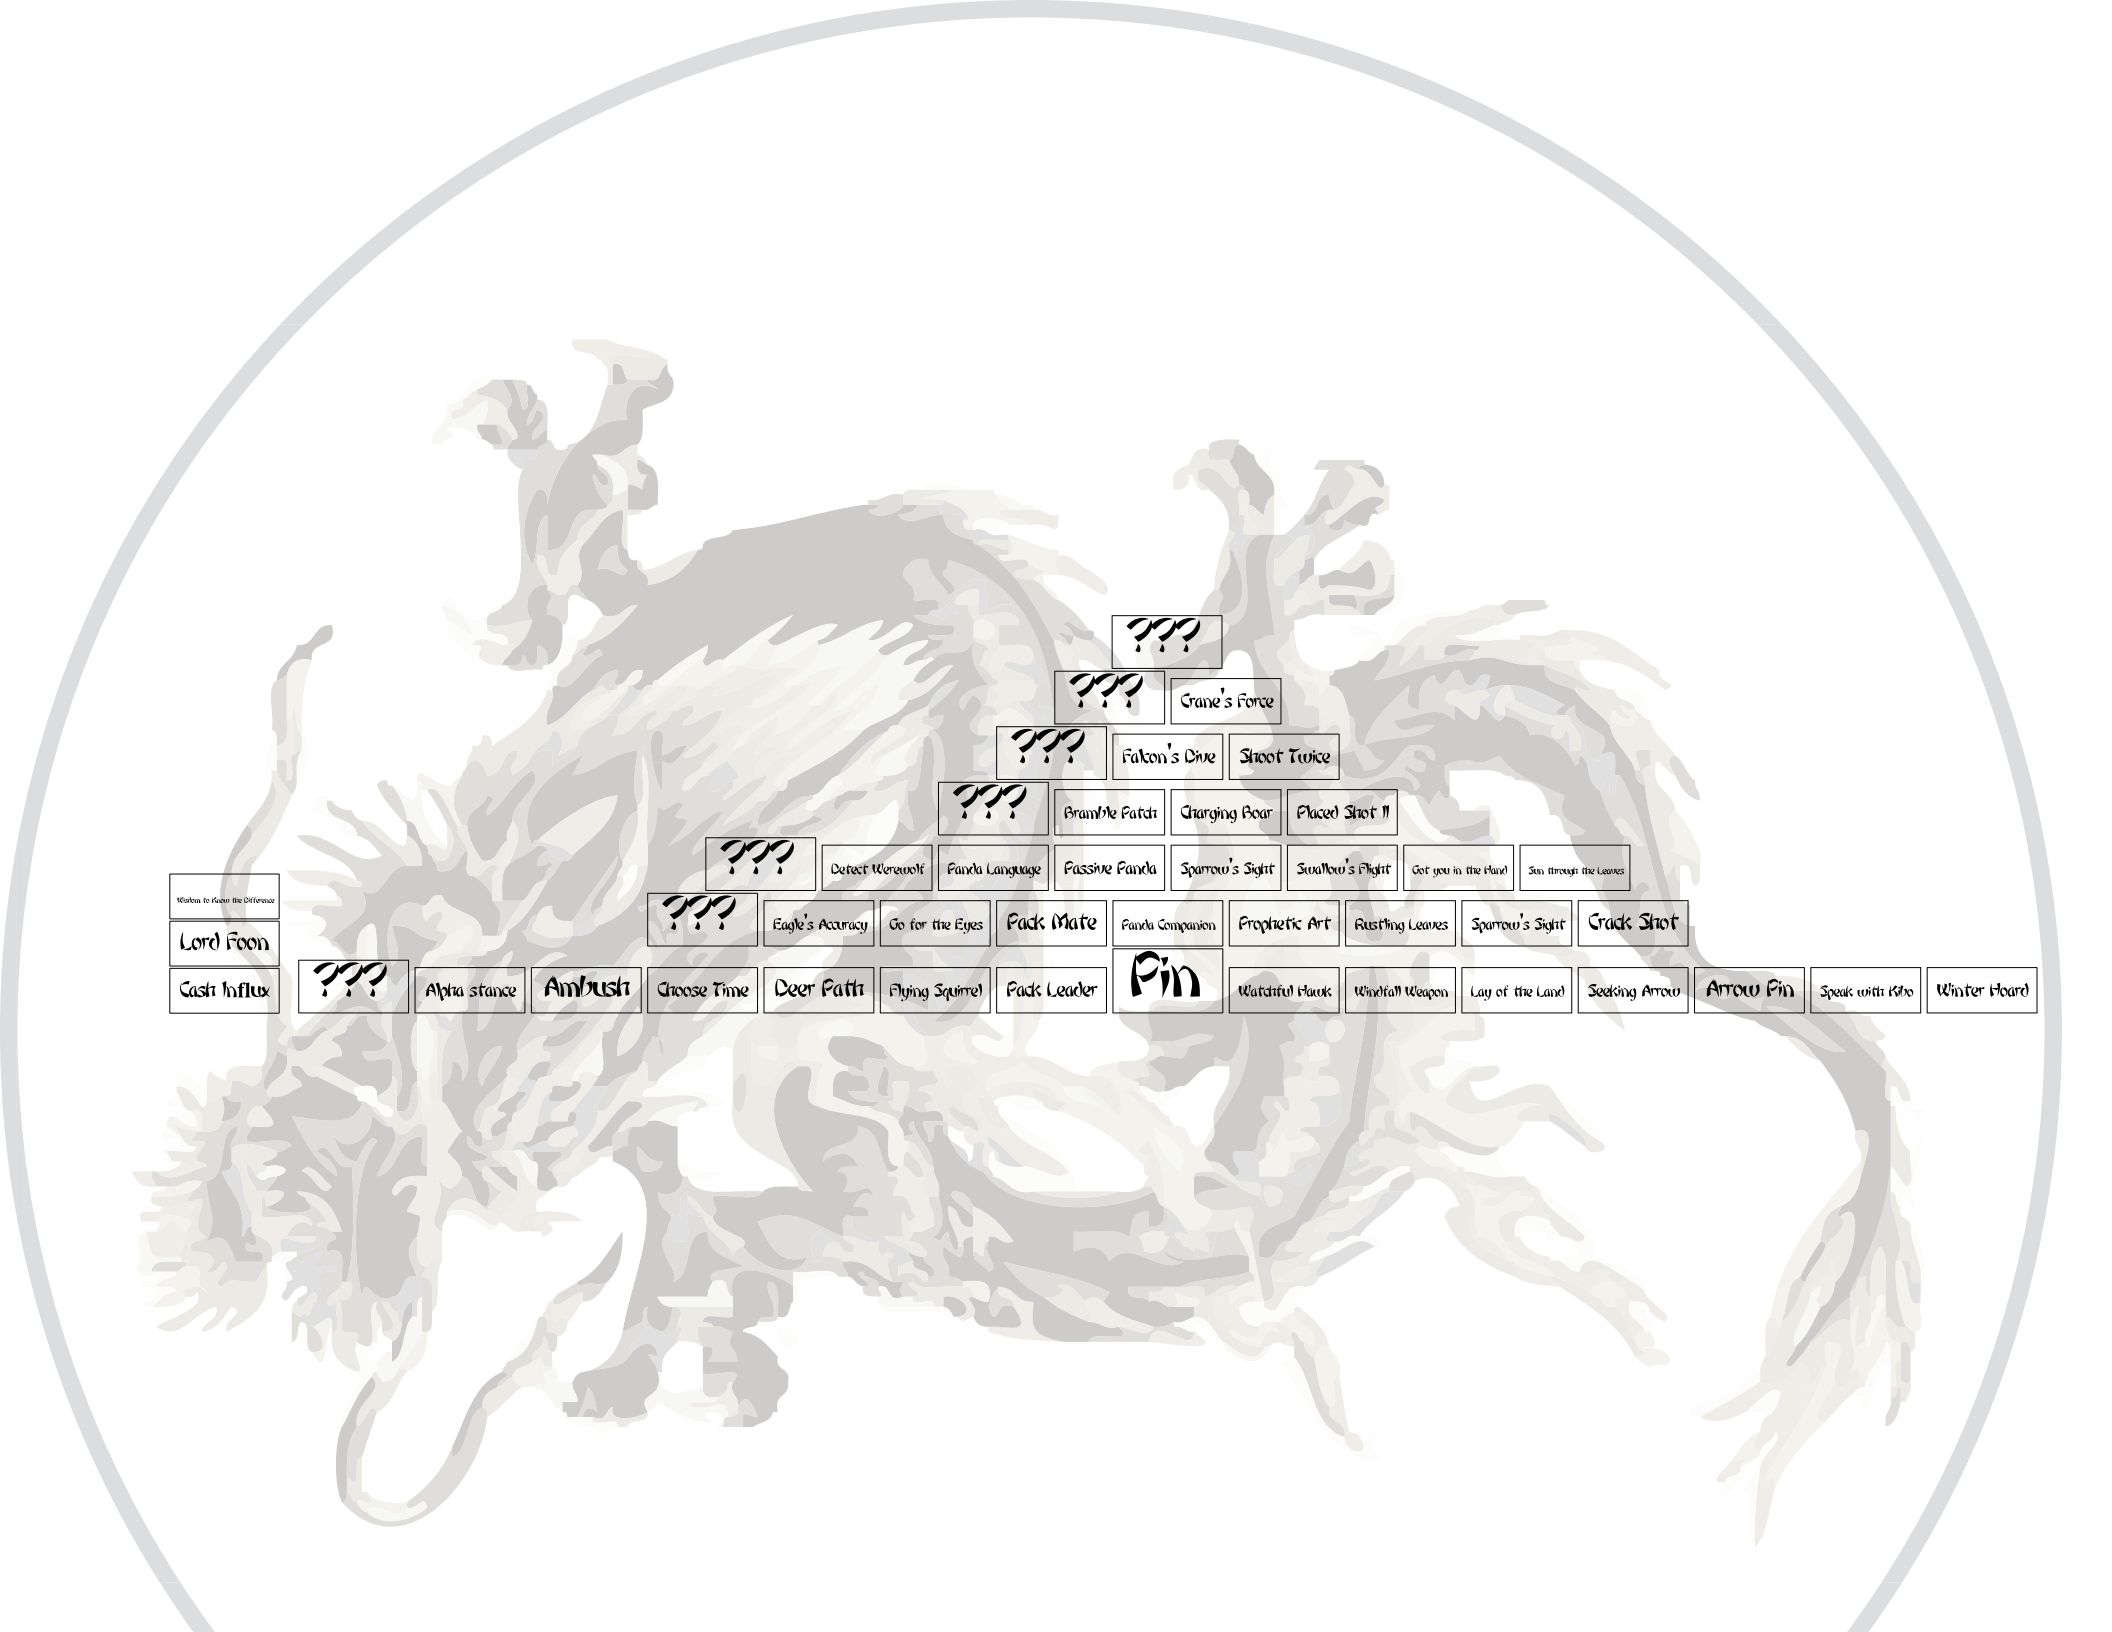 ???
??? Crane's Force
??? Falcon's Dive Shoot Twice
??? Bramble Patch Charging Boar Placed Shot II
??? Detect Werewolf Panda Language Passive Panda Sparrow's Sight Swallow's Flight Got you in the Hand Sun through the Leaves
Wisdom to Know the Difference
??? Eagle's Accuracy Go for the Eyes Pack Mate Panda Companion Prophetic Art Rustling Leaves Sparrow's Sight Crack Shot
Lord Foon
Cash Influx ??? Alpha stance Ambush Choose Time Deer Path Flying Squirrel Pack Leader Pin Watchful Hawk Windfall Weapon Lay of the Land Seeking Arrow Arrow Pin Speak with Kibo Winter Hoard